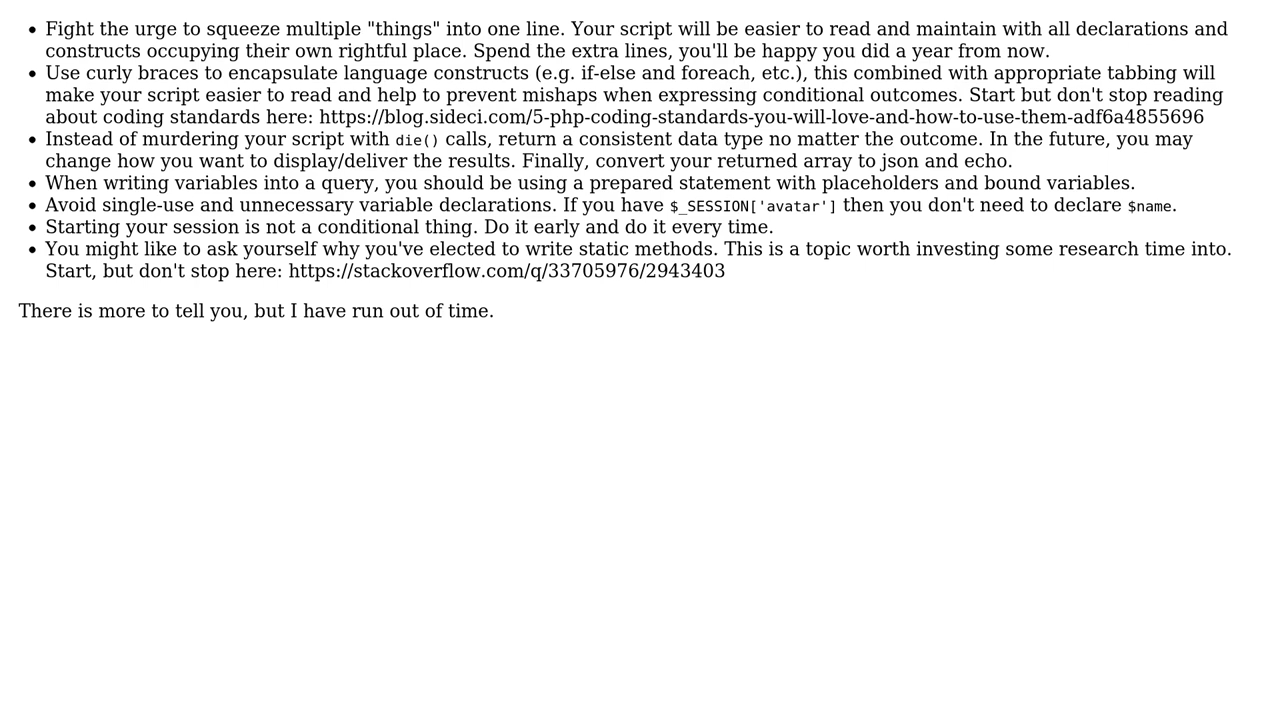 • Fight the urge to squeeze multiple "things" into one line. Your script will be easier to read and maintain with all declarations and
constructs occupying their own rightful place. Spend the extra lines, you'll be happy you did a year from now.
• Use curly braces to encapsulate language constructs (e.g. if-else and foreach, etc.), this combined with appropriate tabbing will
make your script easier to read and help to prevent mishaps when expressing conditional outcomes. Start but don't stop reading
about coding standards here: https://blog.sideci.com/5-php-coding-standards-you-will-love-and-how-to-use-them-adf6a4855696
• Instead of murdering your script with die() calls, return a consistent data type no matter the outcome. In the future, you may
change how you want to display/deliver the results. Finally, convert your returned array to json and echo.
• When writing variables into a query, you should be using a prepared statement with placeholders and bound variables.
• Avoid single-use and unnecessary variable declarations. If you have $_SESSION['avatar'] then you don't need to declare $name.
• Starting your session is not a conditional thing. Do it early and do it every time.
• You might like to ask yourself why you've elected to write static methods. This is a topic worth investing some research time into.
Start, but don't stop here: https://stackoverflow.com/q/33705976/2943403
There is more to tell you, but I have run out of time.